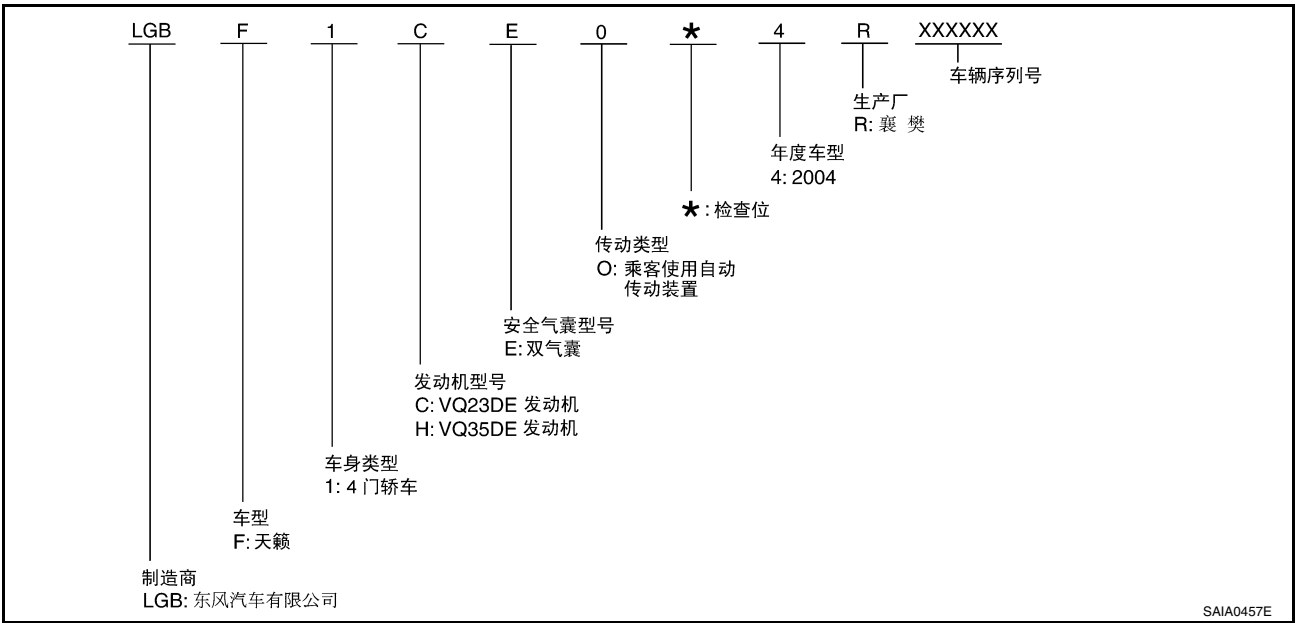 LGB F 1 C E 0 * 4 R XXXXXX
车辆序列号
生产厂
R: 襄 樊
年度车型
4: 2004
*: 检查位
传动类型
O: 乘客使用自动
传动装置
安全气囊型号
E: 双气囊
发动机型号
C: VQ23DE 发动机
H: VQ35DE 发动机
车身类型
1: 4 门轿车
车型
F: 天籁
制造商
LGB: 东风汽车有限公司
SAIA0457E